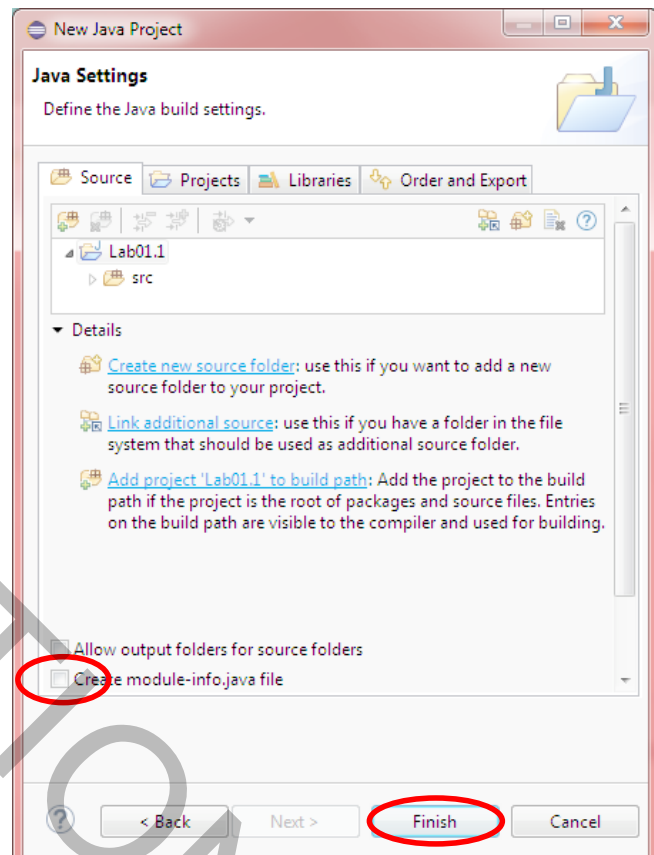 New Java Project
Java Settings
Define the Java build settings.
Source Projects Libraries Order and Export
Lab01.1
src
Details
Create new source folder: use this if you want to add a new
source folder to your project.
Link additional source: use this if you have a folder in the file
system that should be used as additional source folder.
Add project 'Lab01.1' to build path: Add the project to the build
path if the project is the root of packages and source files. Entries
on the build path are visible to the compiler and used for building.
Allow output folders for source folders
Create module-info.java file
< Back Next > Finish Cancel